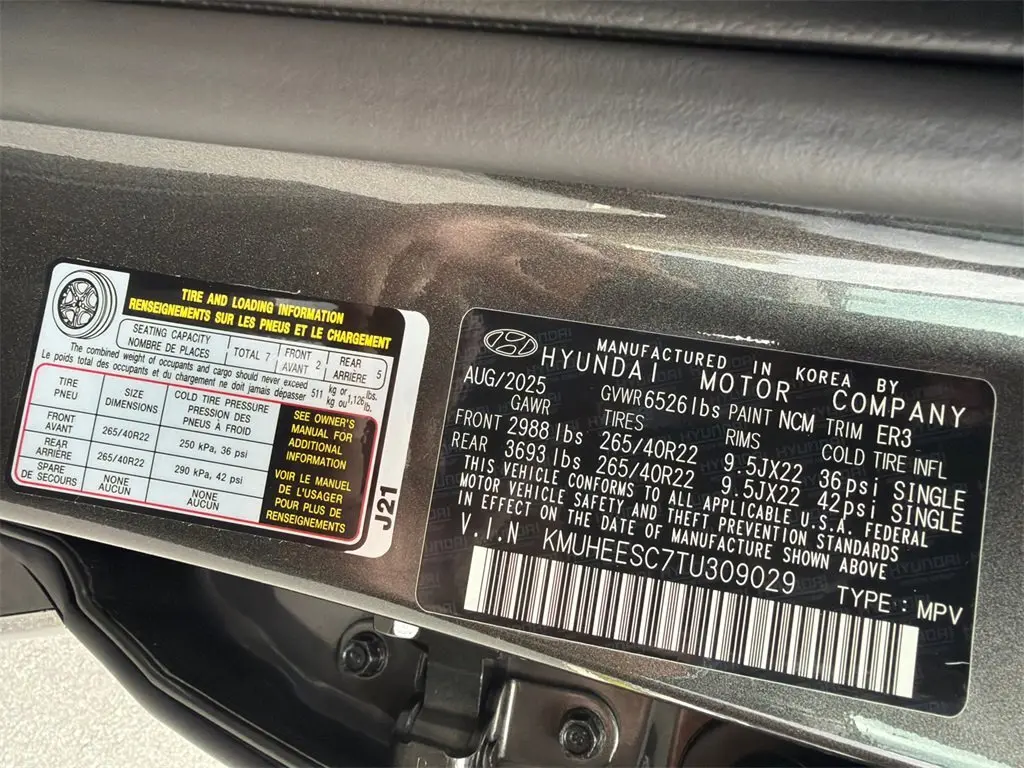 TIRE AND LOADING INFORMATION
RENSEIGNEMENTS SUR LES PNEUS ET LE CHARGEMENT
SEATING CAPACITY
NOMBRE DE PLACES
TOTAL 7
FRONT
AVANT 2
REAR
ARRIÈRE 5
The combined weight of occupants and cargo should never exceed 511 kg or 1,126 lbs.
Le poids total des occupants et du chargement ne doit jamais dépasser 511 kg ou 1,126 lb.
TIRE
PNEU
SIZE
DIMENSIONS
COLD TIRE PRESSURE
PRESSION DES
PNEUS À FROID
FRONT
AVANT
265/40R22
250 kPa, 36 psi
REAR
ARRIÈRE
265/40R22
290 kPa, 42 psi
SPARE
DE SECOURS
NONE
AUCUN
NONE
AUCUN
SEE OWNER'S
MANUAL FOR
ADDITIONAL
INFORMATION
VOIR LE MANUEL
DE L'USAGER
POUR PLUS DE
RENSEIGNEMENTS
J21
MANUFACTURED IN KOREA BY
HYUNDAI MOTOR COMPANY
AUG/2025 GVWR 6526lbs PAINT NCM TRIM ER3
GAWR TIRES RIMS COLD TIRE INFL
FRONT 2988 lbs 265/40R22 9.5JX22 36psi SINGLE
REAR 3693 lbs 265/40R22 9.5JX22 42psi SINGLE
THIS VEHICLE CONFORMS TO ALL APPLICABLE U.S.A. FEDERAL
MOTOR VEHICLE SAFETY AND THEFT PREVENTION STANDARDS
IN EFFECT ON THE DATE OF MANUFACTURE SHOWN ABOVE
V.I.N KMUHEESC7TU309029
TYPE : MPV